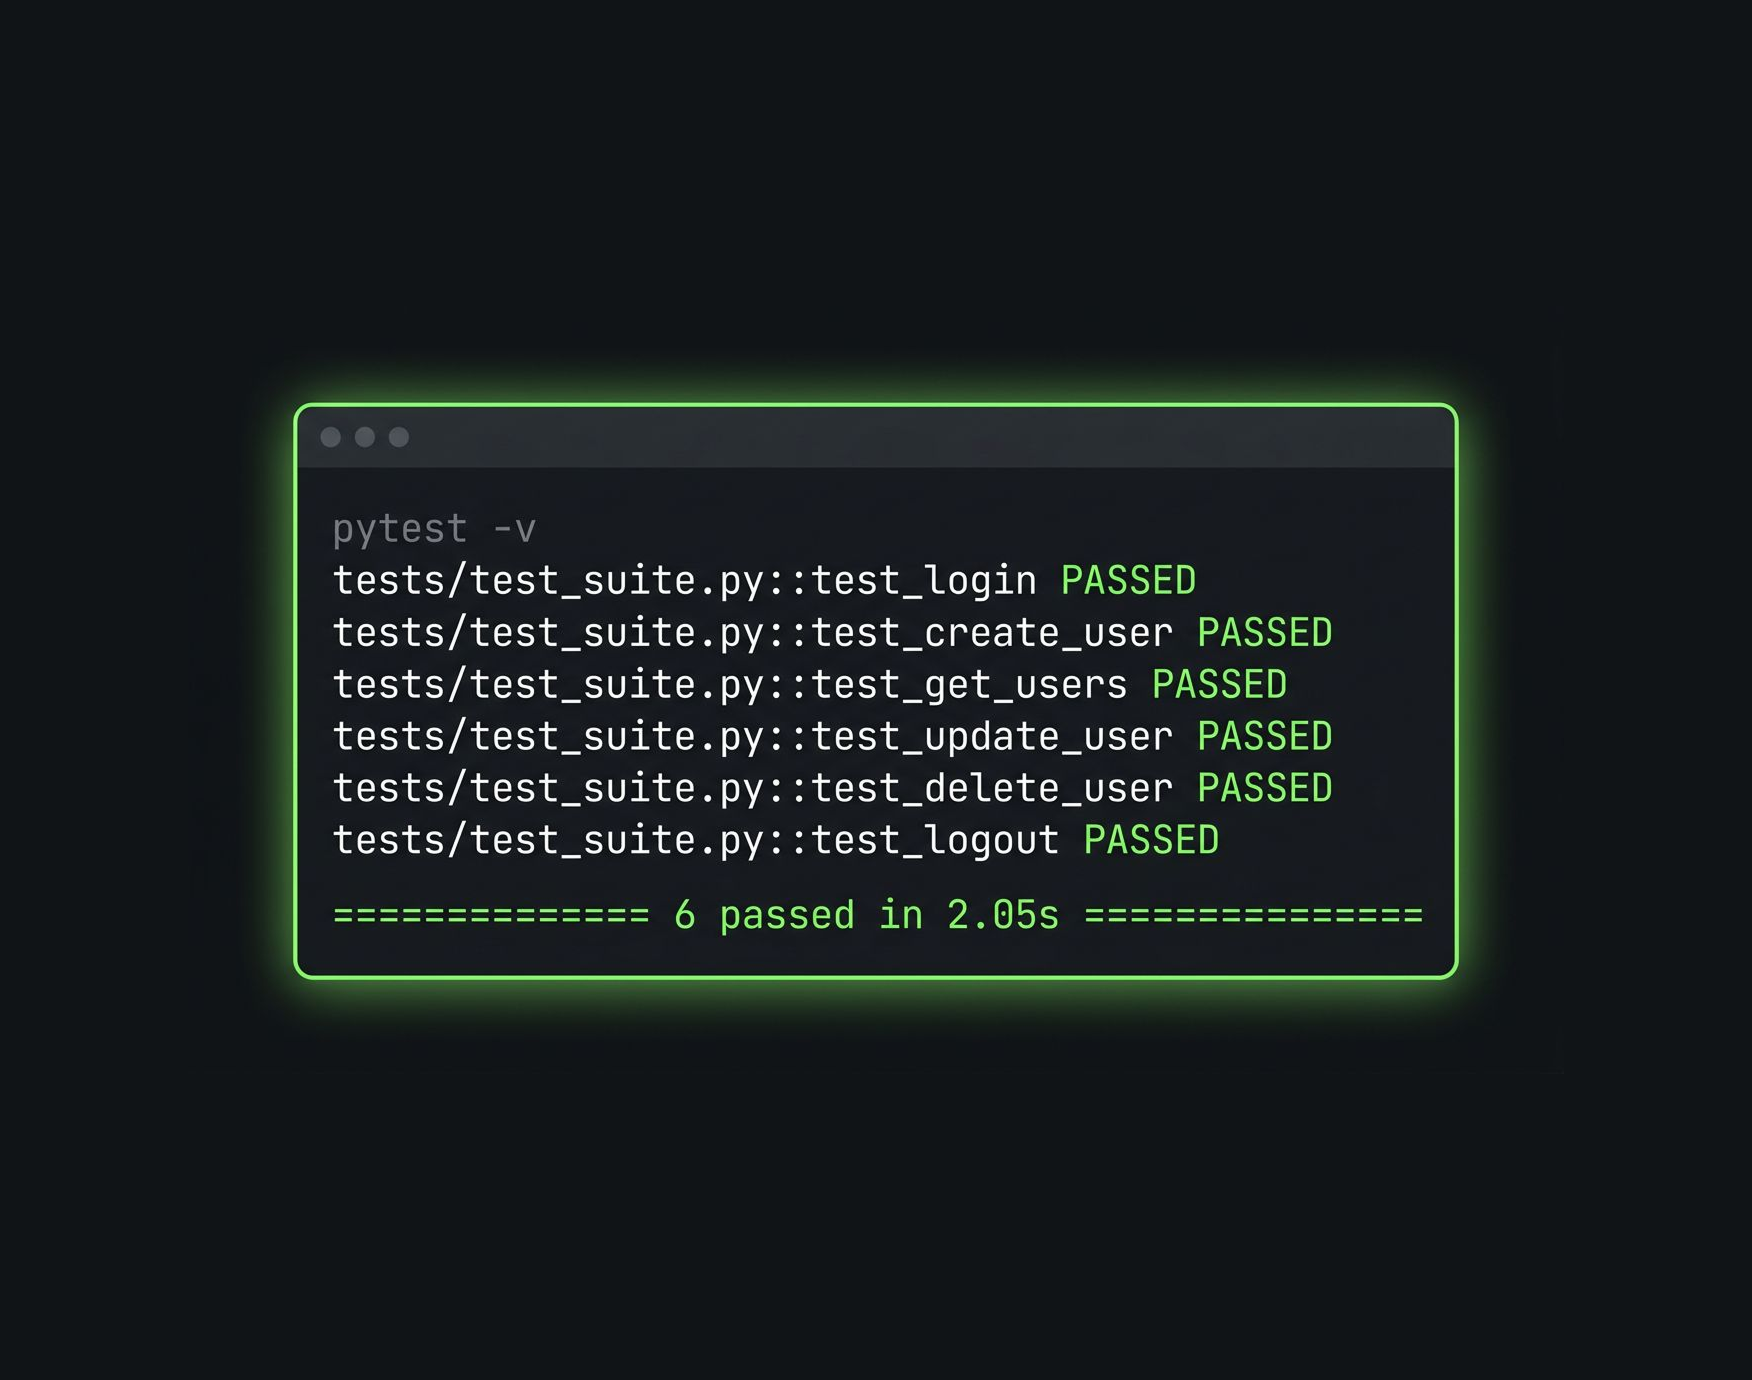 pytest -v
tests/test_suite.py::test_login PASSED
tests/test_suite.py::test_create_user PASSED
tests/test_suite.py::test_get_users PASSED
tests/test_suite.py::test_update_user PASSED
tests/test_suite.py::test_delete_user PASSED
tests/test_suite.py::test_logout PASSED
============== 6 passed in 2.05s ===============